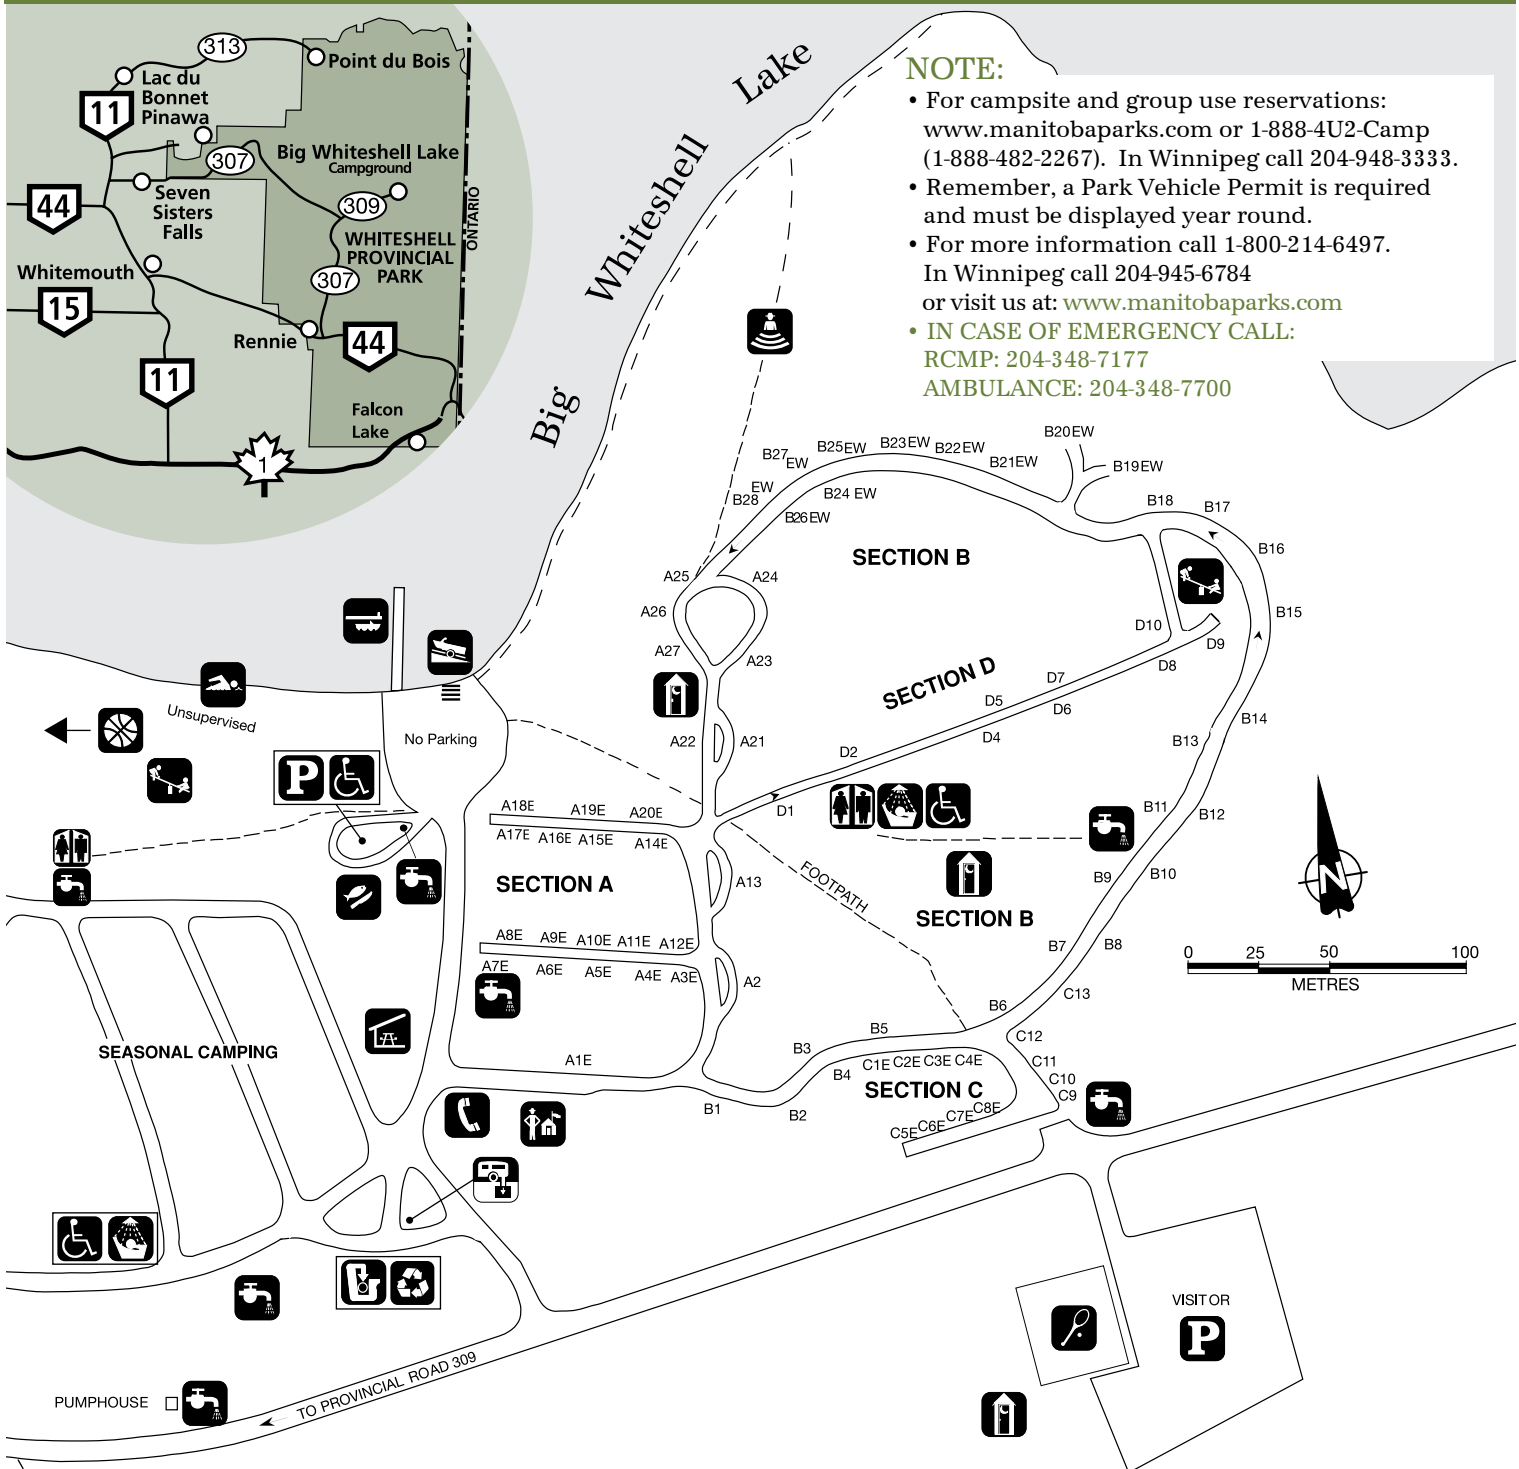 313
Point du Bois
Lac du
Bonnet
Pinawa
11
307
Big Whiteshell Lake
Campground
44
Seven
Sisters
Falls
309
ONTARIO
WHITESHELL
PROVINCIAL
PARK
Whitemouth
307
15
Rennie
44
11
Falcon
Lake
1
Big Whiteshell Lake
NOTE:
• For campsite and group use reservations:
www.manitobaparks.com or 1-888-4U2-Camp
(1-888-482-2267). In Winnipeg call 204-948-3333.
• Remember, a Park Vehicle Permit is required
and must be displayed year round.
• For more information call 1-800-214-6497.
In Winnipeg call 204-945-6784
or visit us at: www.manitobaparks.com
• IN CASE OF EMERGENCY CALL:
RCMP: 204-348-7177
AMBULANCE: 204-348-7700
B20EW
B19EW
B27
EW
B25EW
B23EW
B22EW
B21EW
EW
B28
B24 EW
B26EW
B18
B17
B16
SECTION B
A25
A24
A26
B15
D10
D9
A27
A23
D8
SECTION D
D7
D5
D6
D4
B14
B13
A22
A21
D2
D1
Unsupervised
No Parking
P
A18E
A19E
A20E
A17E
A16E
A15E
A14E
B11
B12
SECTION A
A13
FOOTPATH
B9
B10
SECTION B
N
A8E
A9E
A10E
A11E
A12E
B7
B8
A7E
A6E
A5E
A4E
A3E
A2
0
25
50
100
METRES
C13
B6
B5
C12
SEASONAL CAMPING
A1E
B3
B4
C1E
C2E
C3E
C4E
C11
C10
C9
SECTION C
B1
B2
C8E
C7E
C6E
C5E
VISITOR
P
TO PROVINCIAL ROAD 309
PUMPHOUSE